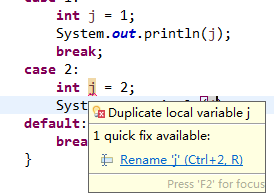 case 1:
int j = 1;
System.out.println(j);
break;
case 2:
int j = 2;
Sys
Duplicate local variable j
1 quick fix available:
Rename 'j' (Ctrl+2, R)
Press 'F2' for focus
default:
brea
}